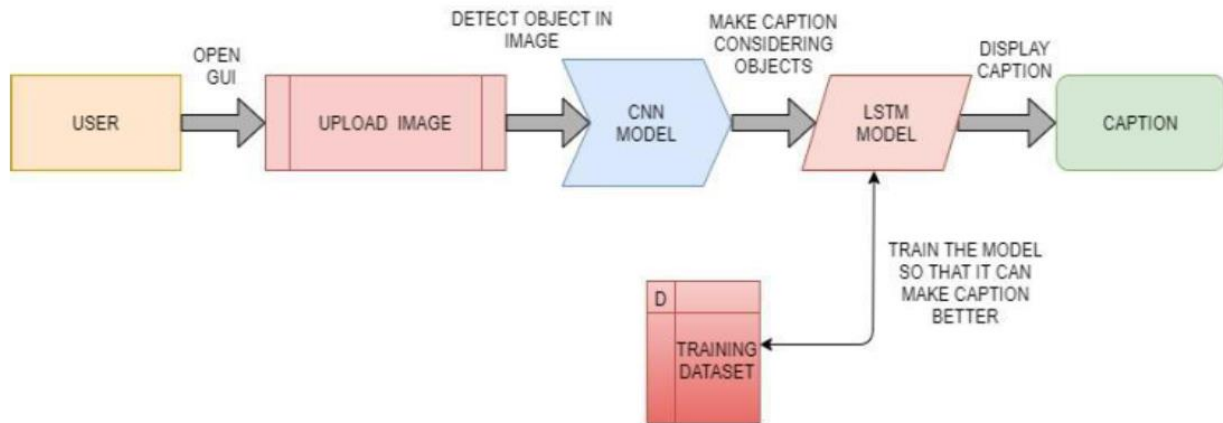 DETECT OBJECT IN
IMAGE
MAKE CAPTION
CONSIDERING
OBJECTS
OPEN
GUI
DISPLAY
CAPTION
USER
UPLOAD IMAGE
CNN
MODEL
LSTM
MODEL
CAPTION
TRAIN THE MODEL
SO THAT IT CAN
MAKE CAPTION
BETTER
D
TRAINING
DATASET